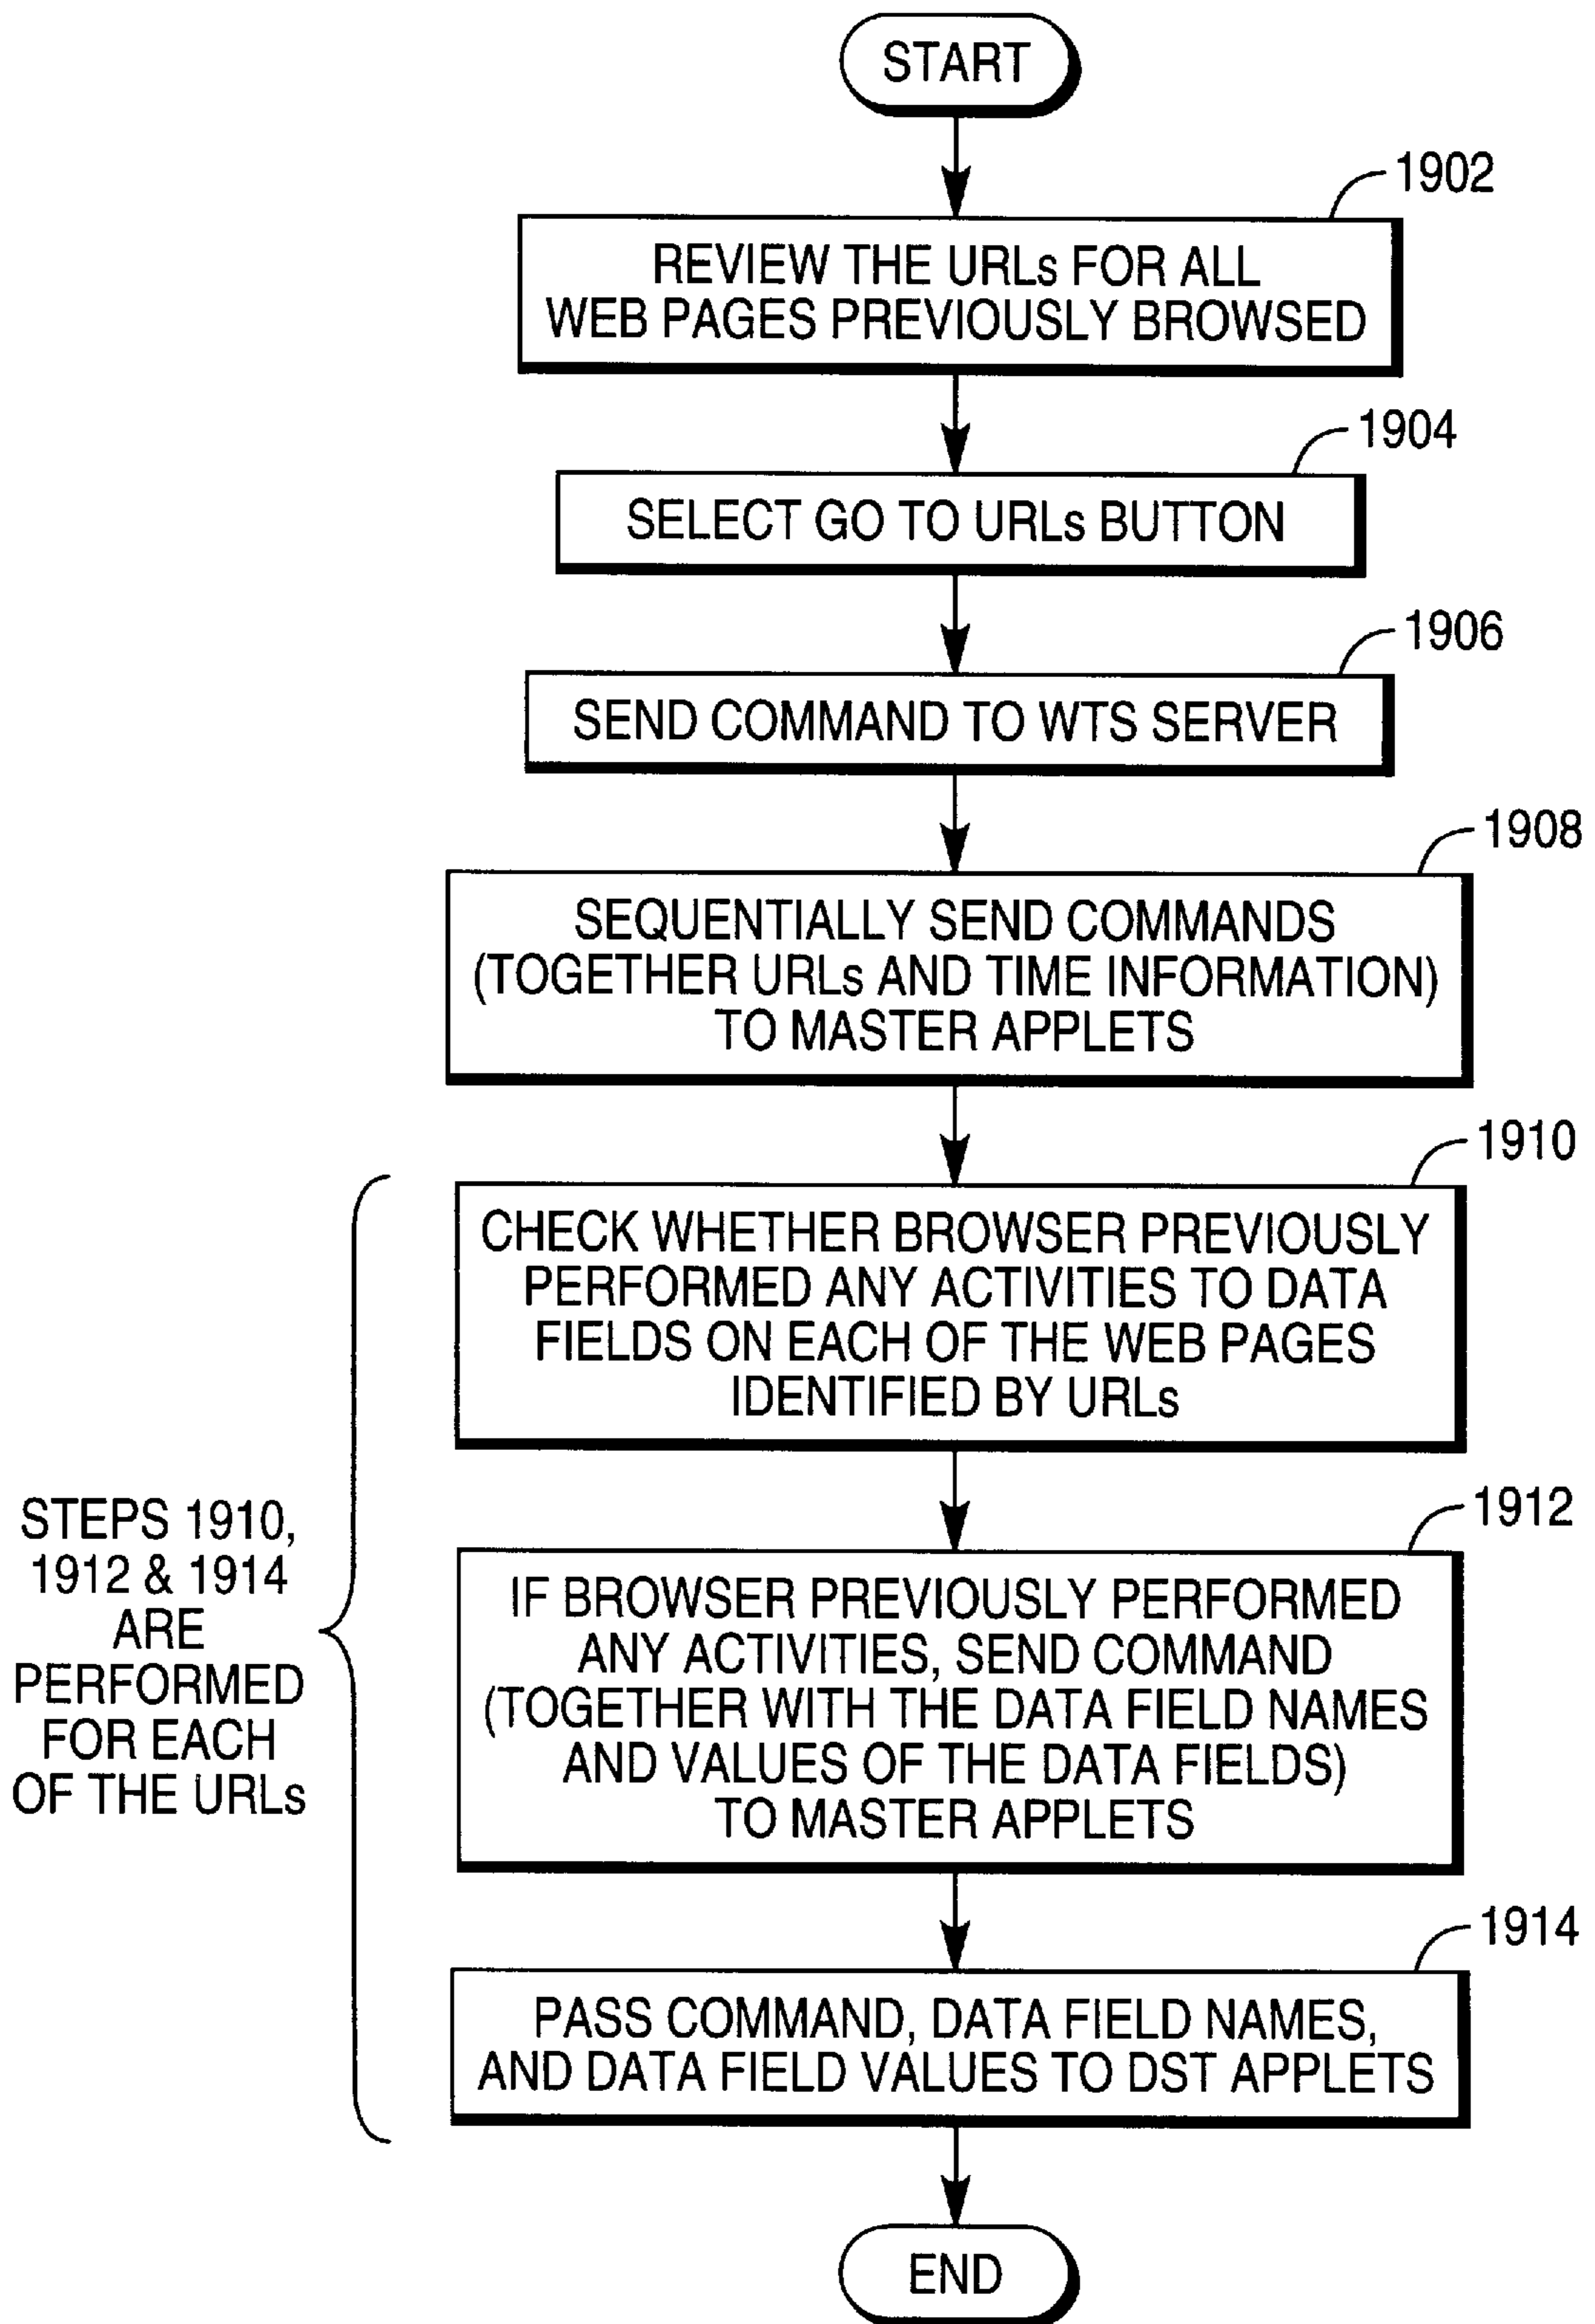 START
1902
REVIEW THE URLs FOR ALL
WEB PAGES PREVIOUSLY BROWSED
1904
SELECT GO TO URLs BUTTON
1906
SEND COMMAND TO WTS SERVER
1908
SEQUENTIALLY SEND COMMANDS
(TOGETHER URLs AND TIME INFORMATION)
TO MASTER APPLETS
1910
CHECK WHETHER BROWSER PREVIOUSLY
PERFORMED ANY ACTIVITIES TO DATA
FIELDS ON EACH OF THE WEB PAGES
IDENTIFIED BY URLs
STEPS 1910,
1912 & 1914
ARE
PERFORMED
FOR EACH
OF THE URLs
1912
IF BROWSER PREVIOUSLY PERFORMED
ANY ACTIVITIES, SEND COMMAND
(TOGETHER WITH THE DATA FIELD NAMES
AND VALUES OF THE DATA FIELDS)
TO MASTER APPLETS
1914
PASS COMMAND, DATA FIELD NAMES,
AND DATA FIELD VALUES TO DST APPLETS
END